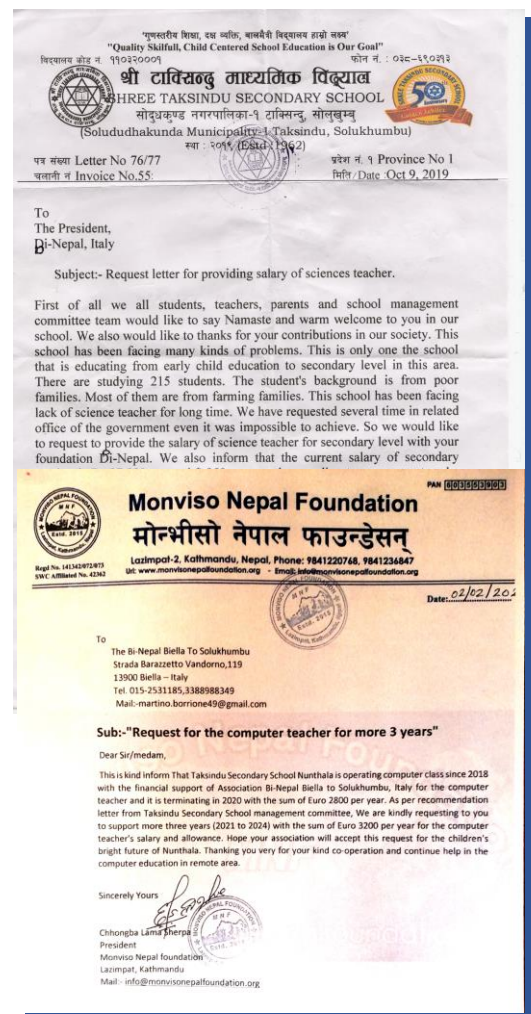 'गुणस्तरीय शिक्षा, दक्ष व्यक्ति, बालमैत्री विद्यालय हाम्रो लक्ष्य'
"Quality Skillfull, Child Centered School Education is Our Goal"
विद्यालय कोड नं. ११०३२०००१ फोन नं. : ०३८-६९०३१३
श्री टाक्सिन्दु माध्यमिक विद्यालय
SHREE TAKSINDU SECONDARY SCHOOL
सोदुधकुण्ड नगरपालिका-१ टाक्सिन्दु, सोलुखुम्बु
(Solududhakunda Municipality-1 Taksindu, Solukhumbu)
स्था : २०१९ (Estd : 1962)
पत्र संख्या Letter No 76/77 प्रदेश नं. १ Province No 1
चलानी नं Invoice No.55: मिति/Date :Oct 9, 2019
To
The President,
Bi-Nepal, Italy
Subject:- Request letter for providing salary of sciences teacher.
First of all we all students, teachers, parents and school management
committee team would like to say Namaste and warm welcome to you in our
school. We also would like to thanks for your contributions in our society. This
school has been facing many kinds of problems. This is only one the school
that is educating from early child education to secondary level in this area.
There are studying 215 students. The student's background is from poor
families. Most of them are from farming families. This school has been facing
lack of science teacher for long time. We have requested several time in related
office of the government even it was impossible to achieve. So we would like
to request to provide the salary of science teacher for secondary level with your
foundation Bi-Nepal. We also inform that the current salary of secondary
PAN 603503903
Monviso Nepal Foundation
मोन्भीसो नेपाल फाउन्डेसन्
Lazimpat-2, Kathmandu, Nepal, Phone: 9841220768, 9841236847
Url: www.monvisonepalfoundation.org - Email: info@monvisonepalfoundation.org
Regd No. 141342/072/073
SWC Affiliated No. 42362
Date: 02/02/202
To
The Bi-Nepal Biella To Solukhumbu
Strada Barazzetto Vandorno,119
13900 Biella – Italy
Tel. 015-2531185,3388988349
Mail:-martino.borrione49@gmail.com
Sub:-"Request for the computer teacher for more 3 years"
Dear Sir/medam,
This is kind inform That Taksindu Secondary School Nunthala is operating computer class since 2018
with the financial support of Association Bi-Nepal Biella to Solukhumbu, Italy for the computer
teacher and it is terminating in 2020 with the sum of Euro 2800 per year. As per recommendation
letter from Taksindu Secondary School management committee, We are kindly requesting to you
to support more three years (2021 to 2024) with the sum of Euro 3200 per year for the computer
teacher's salary and allowance. Hope your association will accept this request for the children's
bright future of Nunthala. Thanking you very for your kind co-operation and continue help in the
computer education in remote area.
Sincerely Yours
Chhongba Lama Sherpa
President
Monviso Nepal foundation
Lazimpat, Kathmandu
Mail:- info@monvisonepalfoundation.org